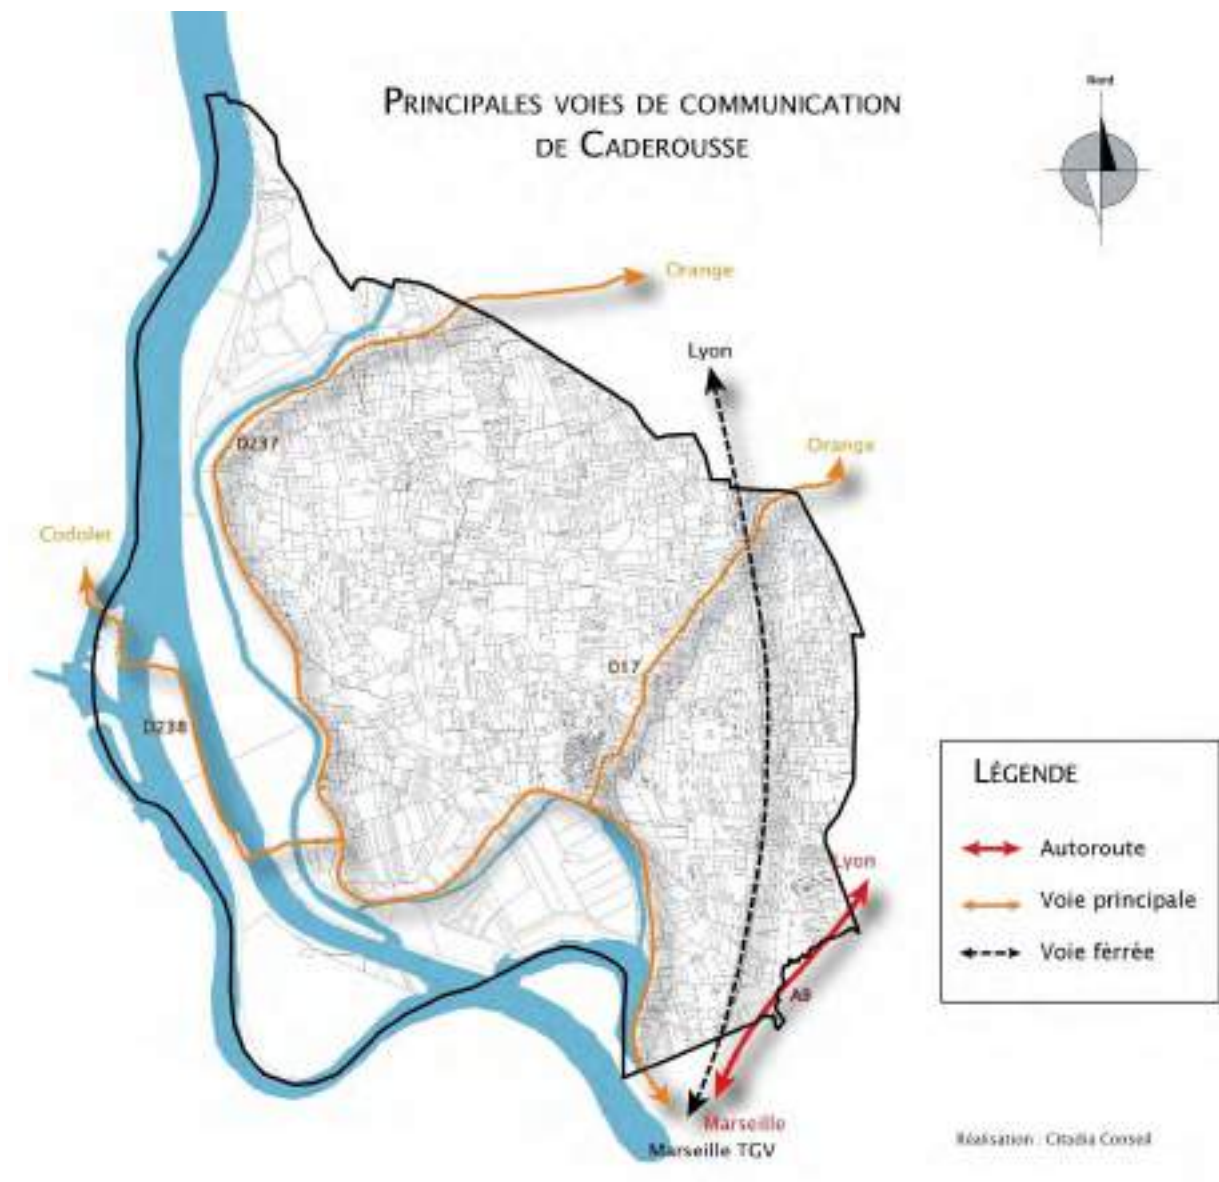 PRINCIPALES VOIES DE COMMUNICATION
DE CADEROUSSE
Nord
Orange
Lyon
Orange
D237
Codolet
D17
D238
LÉGENDE
Autoroute
Voie principale
Voie ferrée
Lyon
A9
Marseille
Marseille TGV
Réalisation : Citadia Conseil